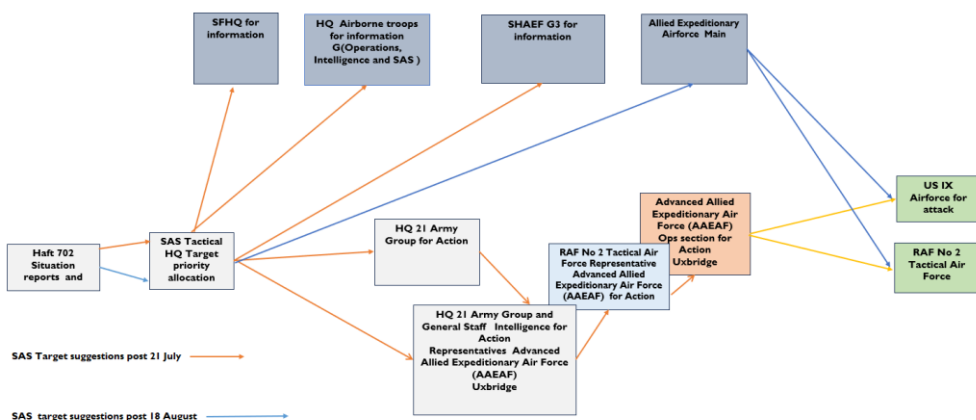 SFHQ for
information
HQ Airborne troops
for information
G(Operations,
Intelligence and SAS )
SHAEF G3 for
information
Allied Expeditionary
Airforce Main
US IX
Airforce for
attack
RAF No 2
Tactical Air
Force
Advanced Allied
Expeditionary Air
Force (AAEAF)
Ops section for
Action
Uxbridge
HQ 21 Army
Group for Action
RAF No 2 Tactical Air
Force Representative
Advanced Allied
Expeditionary Air Force
(AAEAF) for Action
Haft 702
Situation
reports and
SAS Tactical
HQ Target
priority
allocation
HQ 21 Army Group and
General Staff Intelligence for
Action
Representatives Advanced
Allied Expeditionary Air Force
(AAEAF)
Uxbridge
SAS Target suggestions post 21 July
SAS target suggestions post 18 August